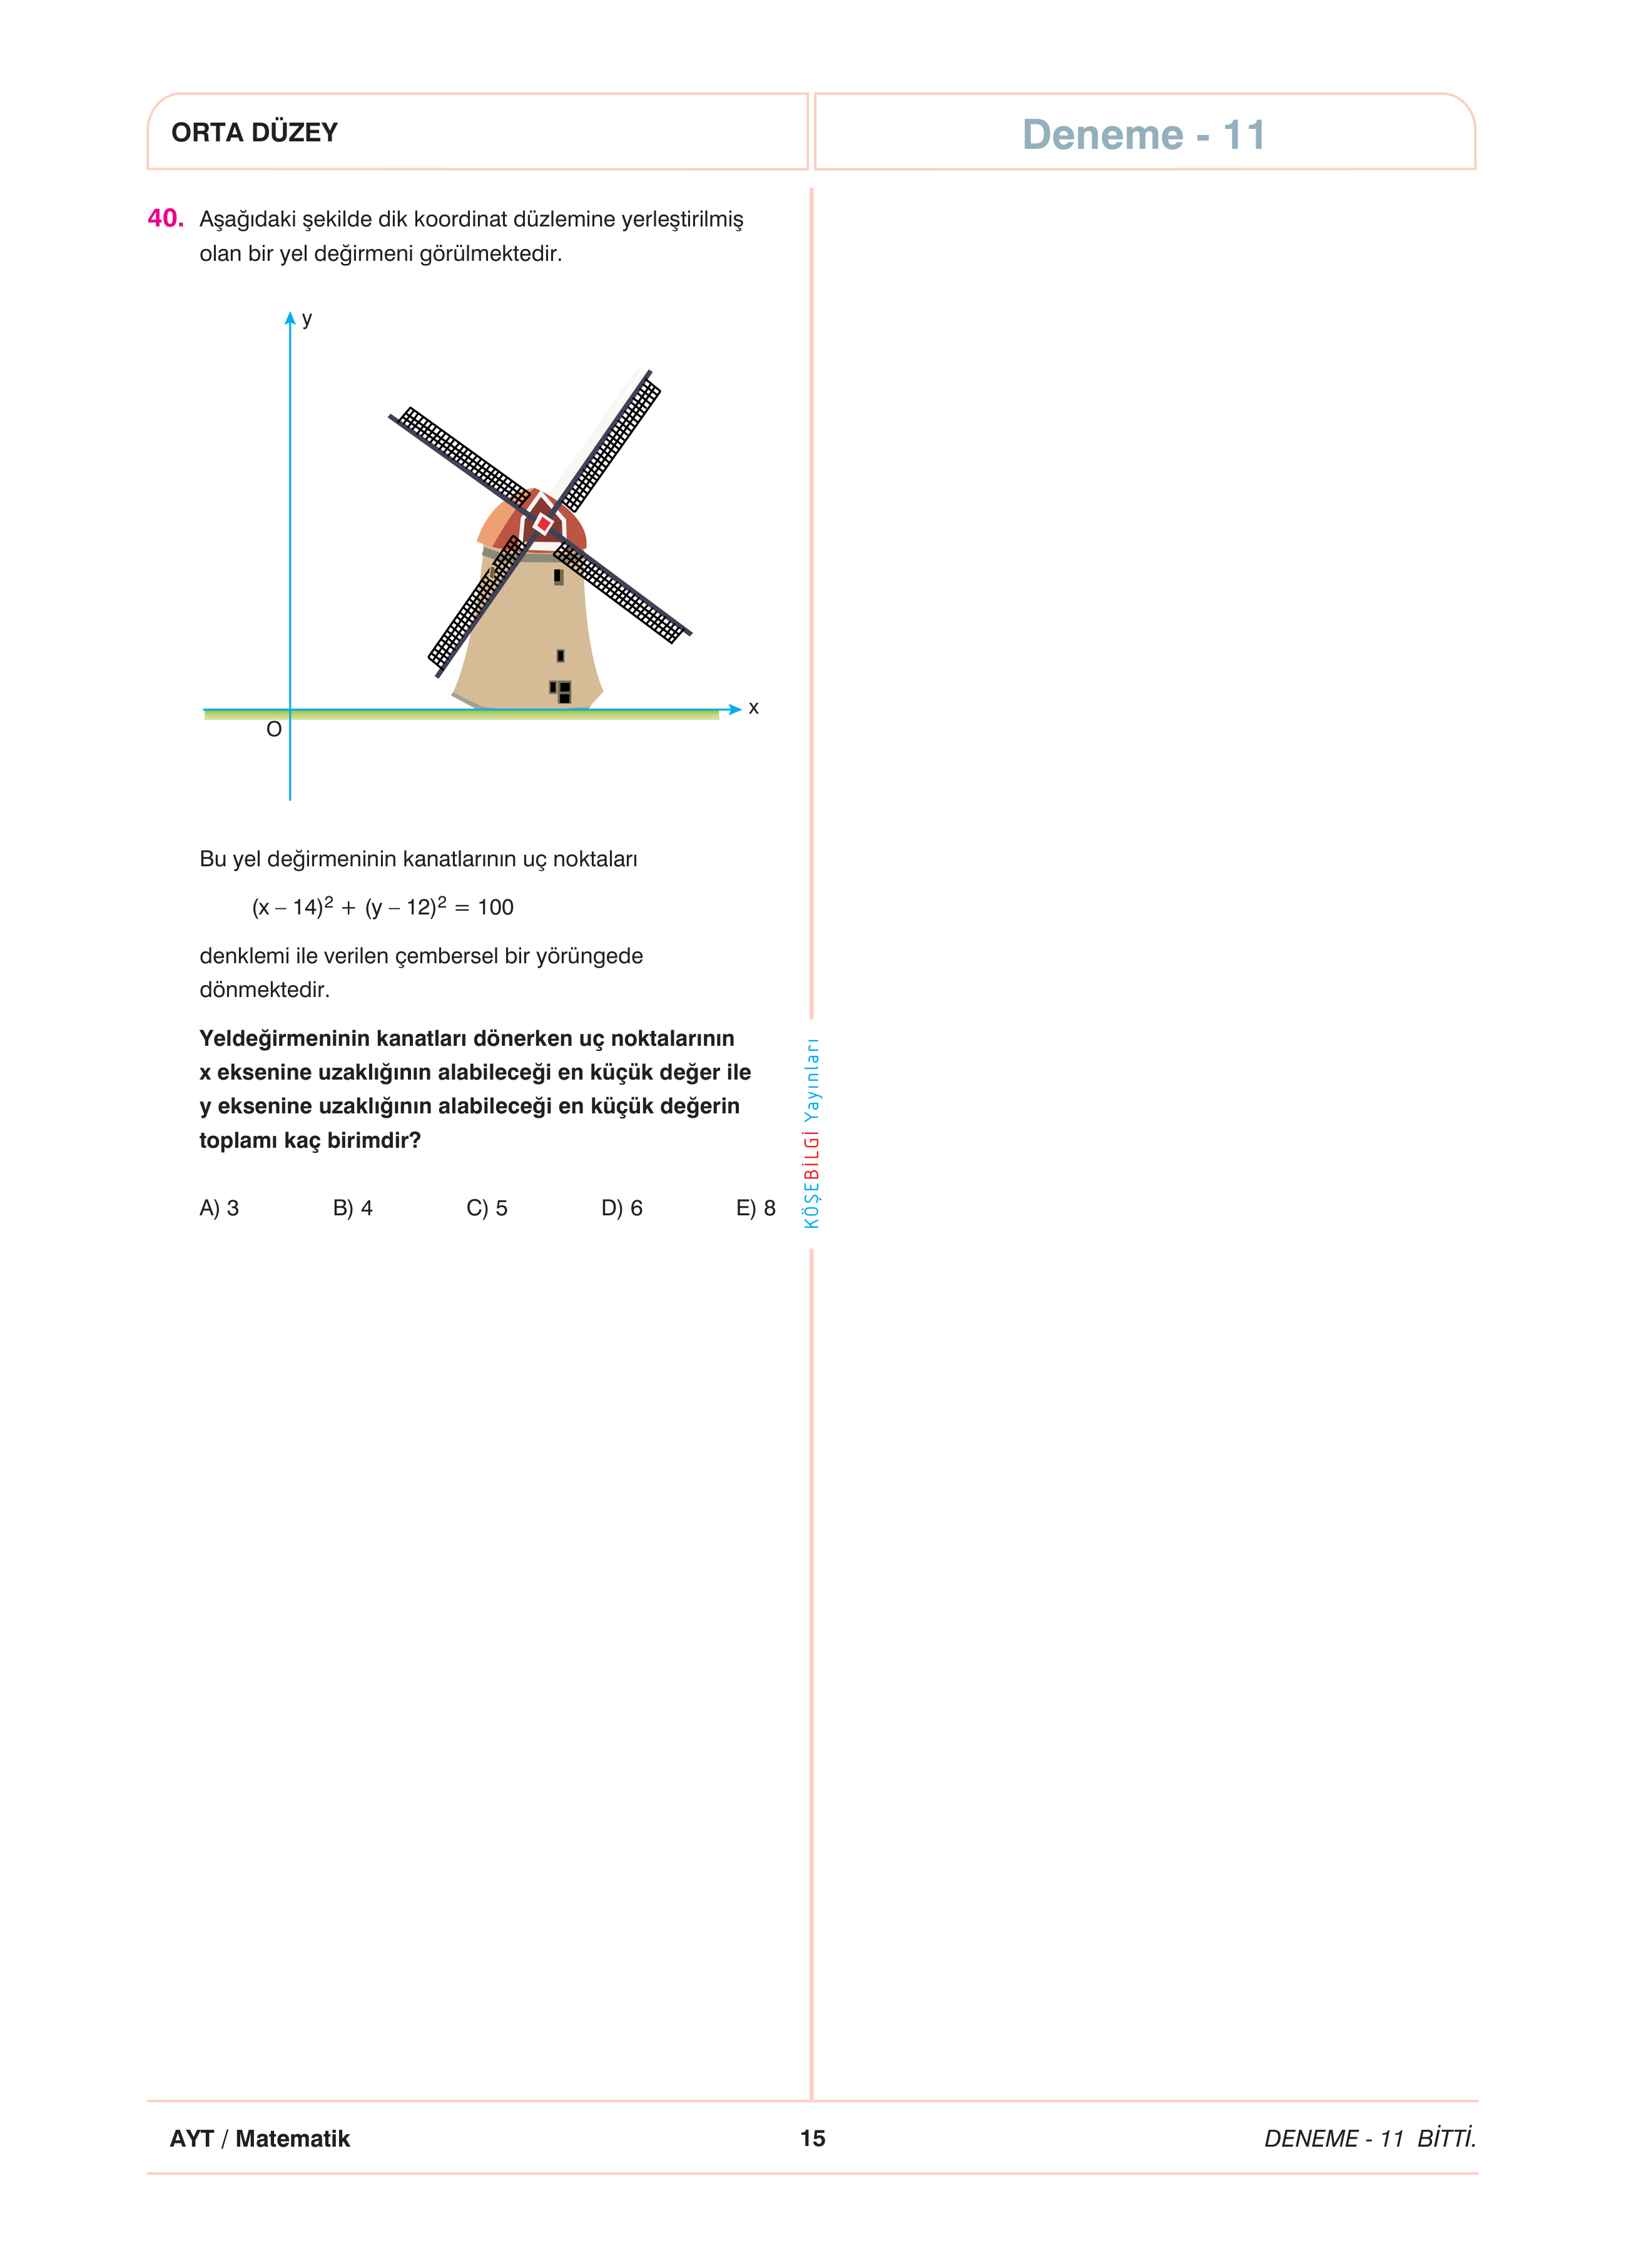 ORTA DÜZEY
Deneme - 11
40. Aşağıdaki şekilde dik koordinat düzlemine yerleştirilmiş
olan bir yel değirmeni görülmektedir.
y
x
O
Bu yel değirmeninin kanatlarının uç noktaları
(x – 14)² + (y – 12)² = 100
denklemi ile verilen çembersel bir yörüngede
dönmektedir.
Yeldeğirmeninin kanatları dönerken uç noktalarının
x eksenine uzaklığının alabileceği en küçük değer ile
y eksenine uzaklığının alabileceği en küçük değerin
toplamı kaç birimdir?
A) 3 B) 4 C) 5 D) 6 E) 8
KÖŞEBİLGİ Yayınları
AYT / Matematik
15
DENEME - 11 BİTTİ.